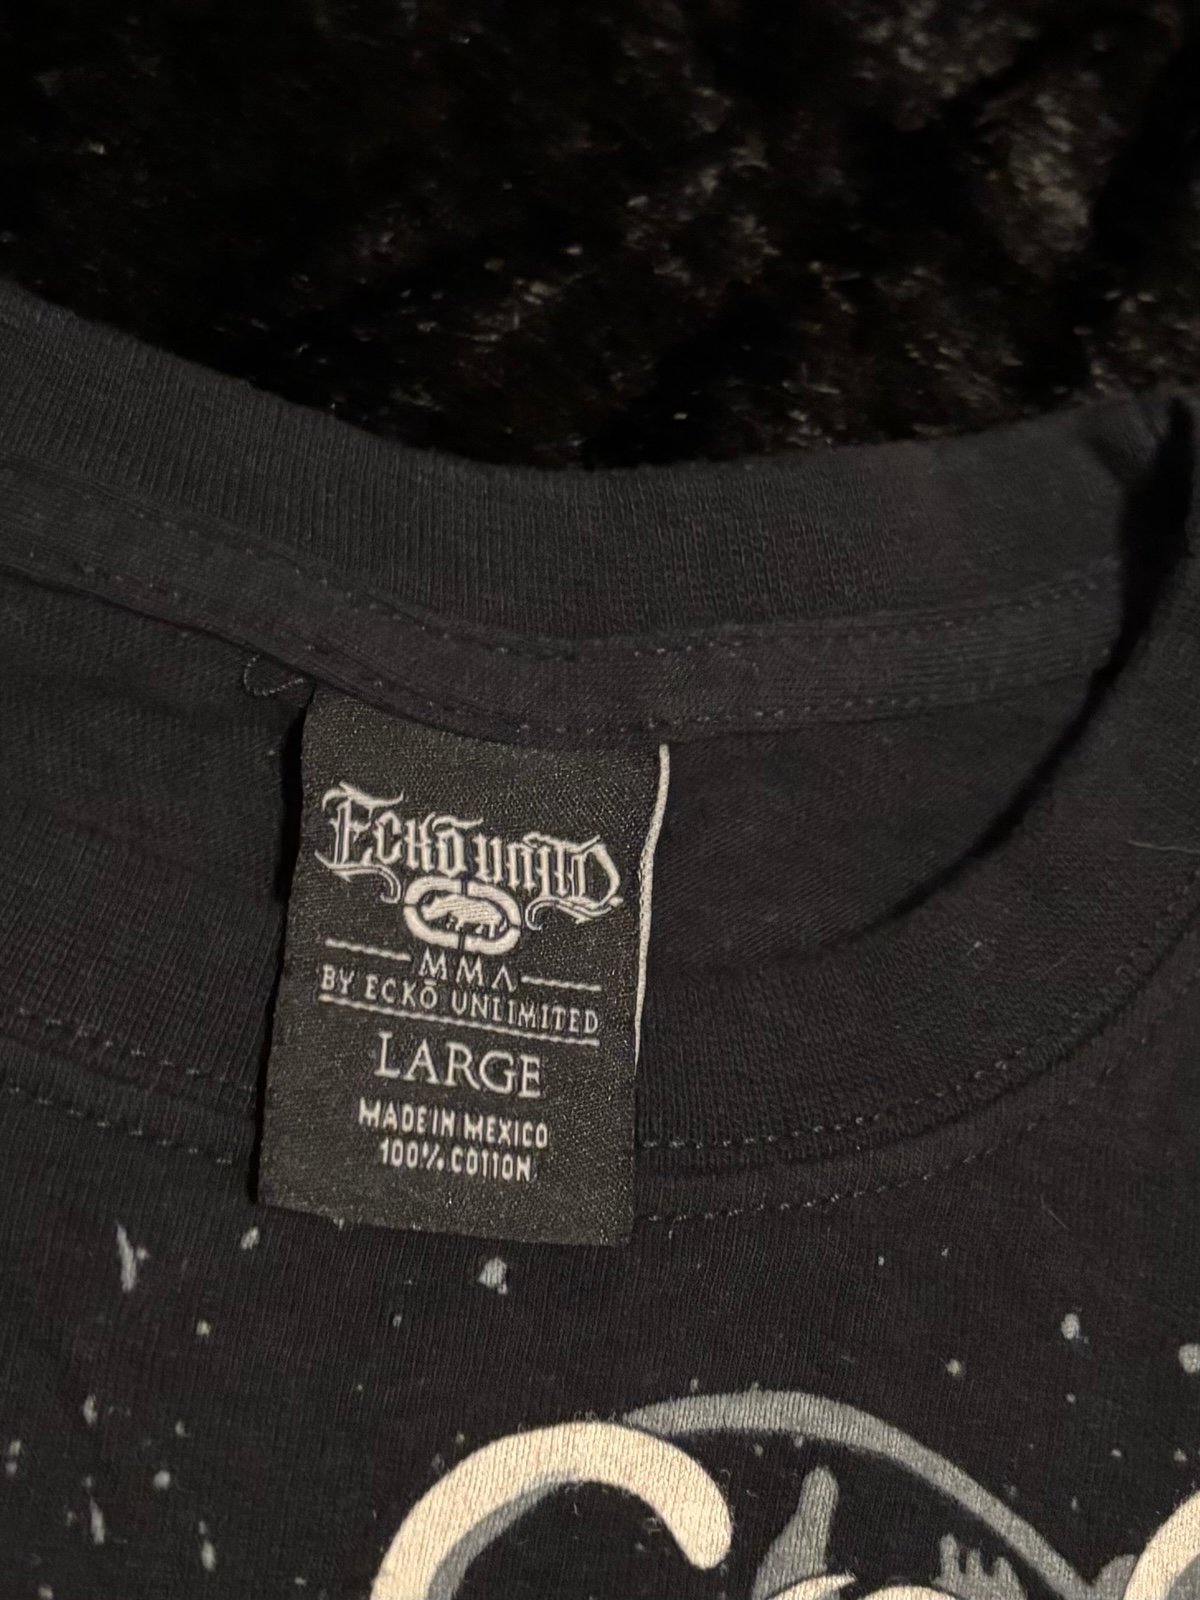 ECKŌ UNLTD.
MMA
BY ECKŌ UNLIMITED
LARGE
MADE IN MEXICO
100% COTTON